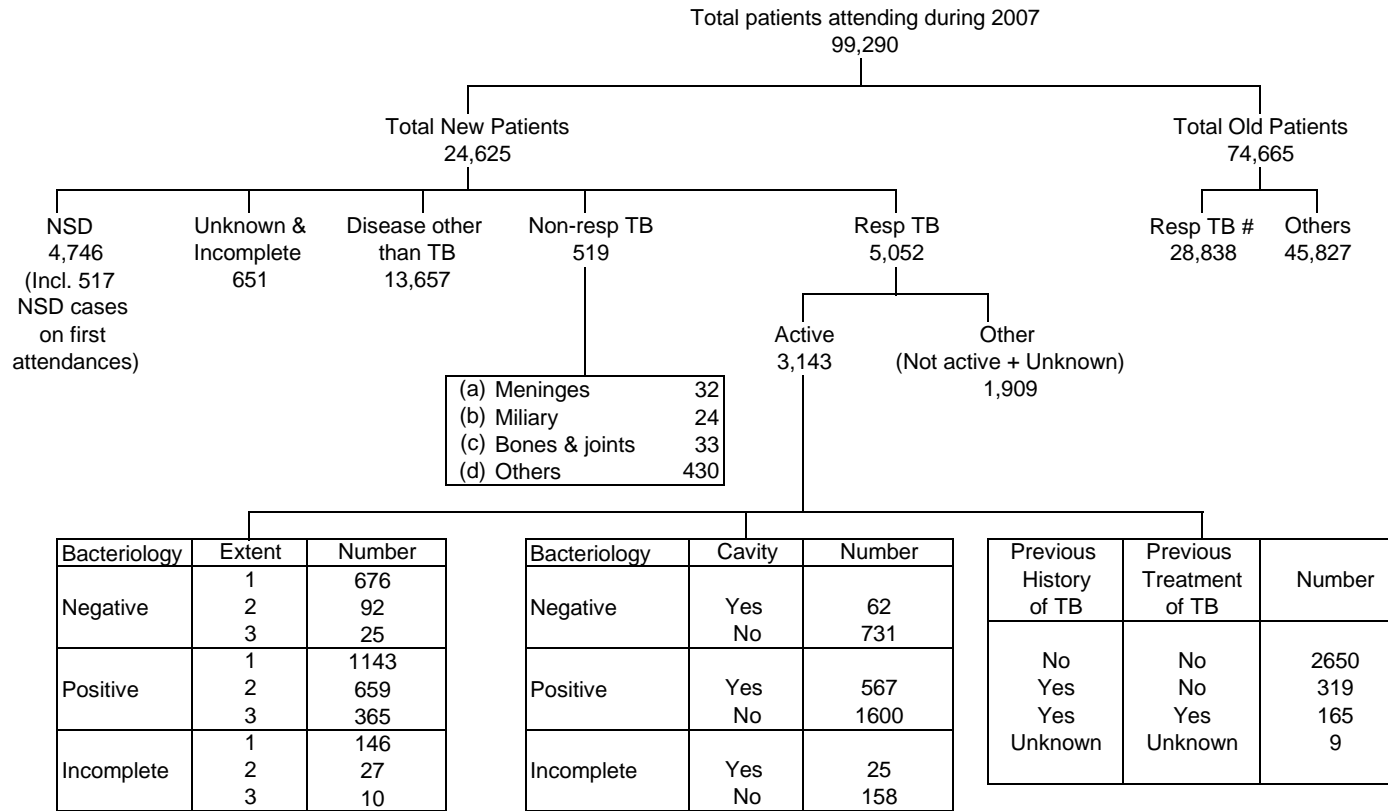 Total patients attending during 2007
99,290
Total New Patients
24,625
Total Old Patients
74,665
NSD
4,746
(Incl. 517
NSD cases
on first
attendances)
Unknown &
Incomplete
651
Disease other
than TB
13,657
Non-resp TB
519
Resp TB
5,052
Resp TB #
28,838
Others
45,827
Active
3,143
Other
(Not active + Unknown)
1,909
(a) Meninges 32
(b) Miliary 24
(c) Bones & joints 33
(d) Others 430
Bacteriology Extent Number
1 676
Negative 2 92
3 25
1 1143
Positive 2 659
3 365
1 146
Incomplete 2 27
3 10
Bacteriology Cavity Number
Negative Yes 62
No 731
Positive Yes 567
No 1600
Incomplete Yes 25
No 158
Previous Previous
History Treatment Number
of TB of TB
No No 2650
Yes No 319
Yes Yes 165
Unknown Unknown 9